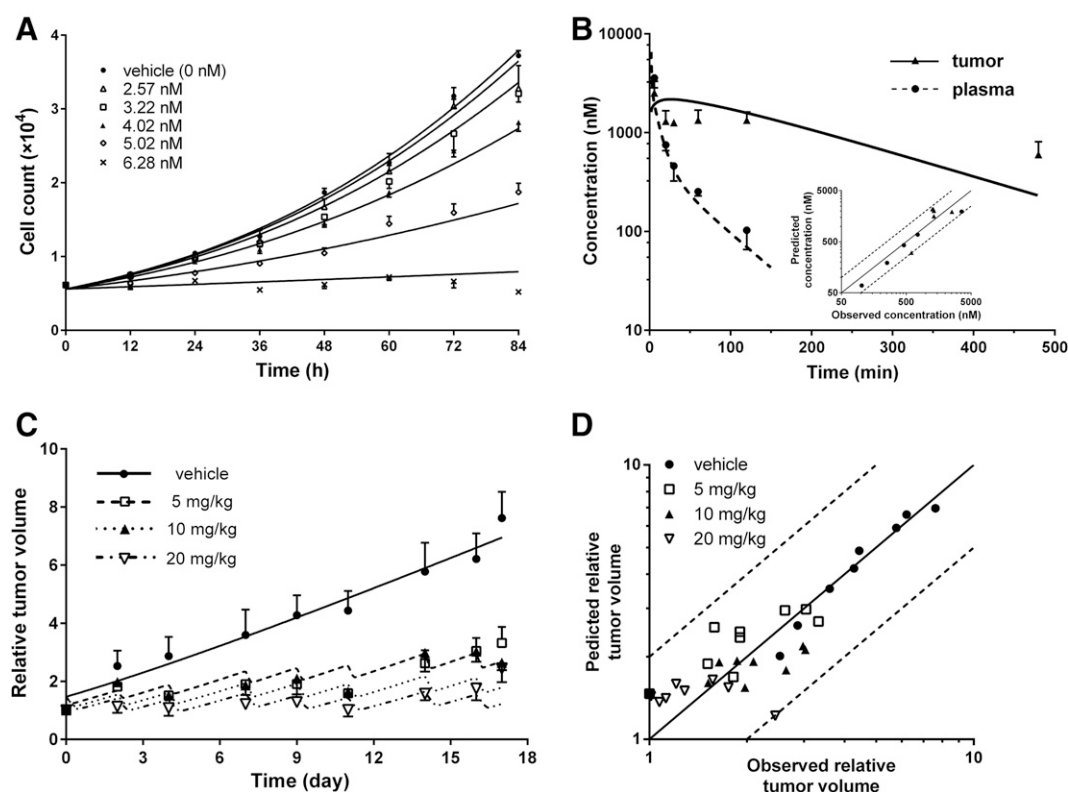 A
Cell count (×10⁴)
4
3
2
1
0
vehicle (0 nM)
2.57 nM
3.22 nM
4.02 nM
5.02 nM
6.28 nM
0 12 24 36 48 60 72 84
Time (h)
B
Concentration (nM)
10000
1000
100
10
tumor
plasma
Predicted
concentration (nM)
5000
500
50
50 500 5000
Observed concentration (nM)
0 100 200 300 400 500
Time (min)
C
Relative tumor volume
10
8
6
4
2
0
vehicle
5 mg/kg
10 mg/kg
20 mg/kg
0 3 6 9 12 15 18
Time (day)
D
Pedicted relative
tumor volume
10
1
vehicle
5 mg/kg
10 mg/kg
20 mg/kg
1 10
Observed relative
tumor volume